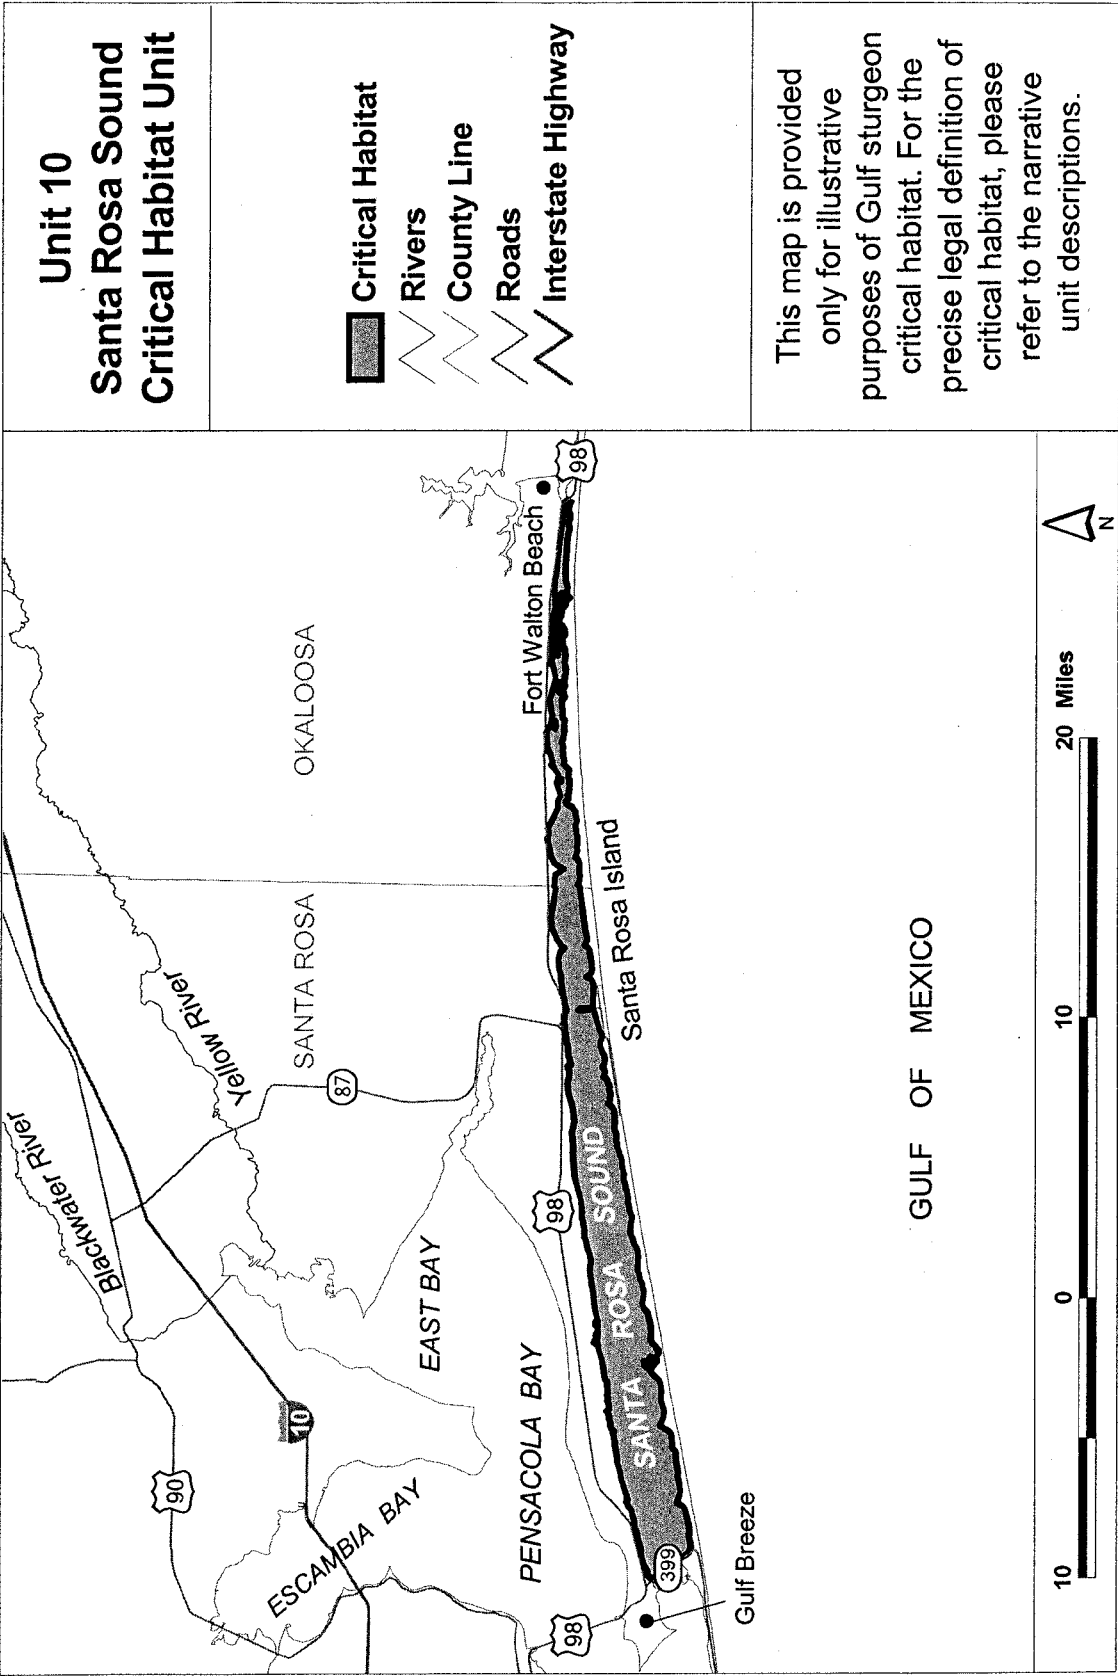 Unit 10
Santa Rosa Sound
Critical Habitat Unit
Critical Habitat
Rivers
County Line
Roads
Interstate Highway
This map is provided
only for illustrative
purposes of Gulf sturgeon
critical habitat. For the
precise legal definition of
critical habitat, please
refer to the narrative
unit descriptions.
Blackwater River
Yellow River
90
10
87
SANTA ROSA
OKALOOSA
ESCAMBIA BAY
EAST BAY
PENSACOLA BAY
98
Fort Walton Beach
98
98
399
SANTA ROSA SOUND
Santa Rosa Island
Gulf Breeze
GULF OF MEXICO
10 0 10 20 Miles
N